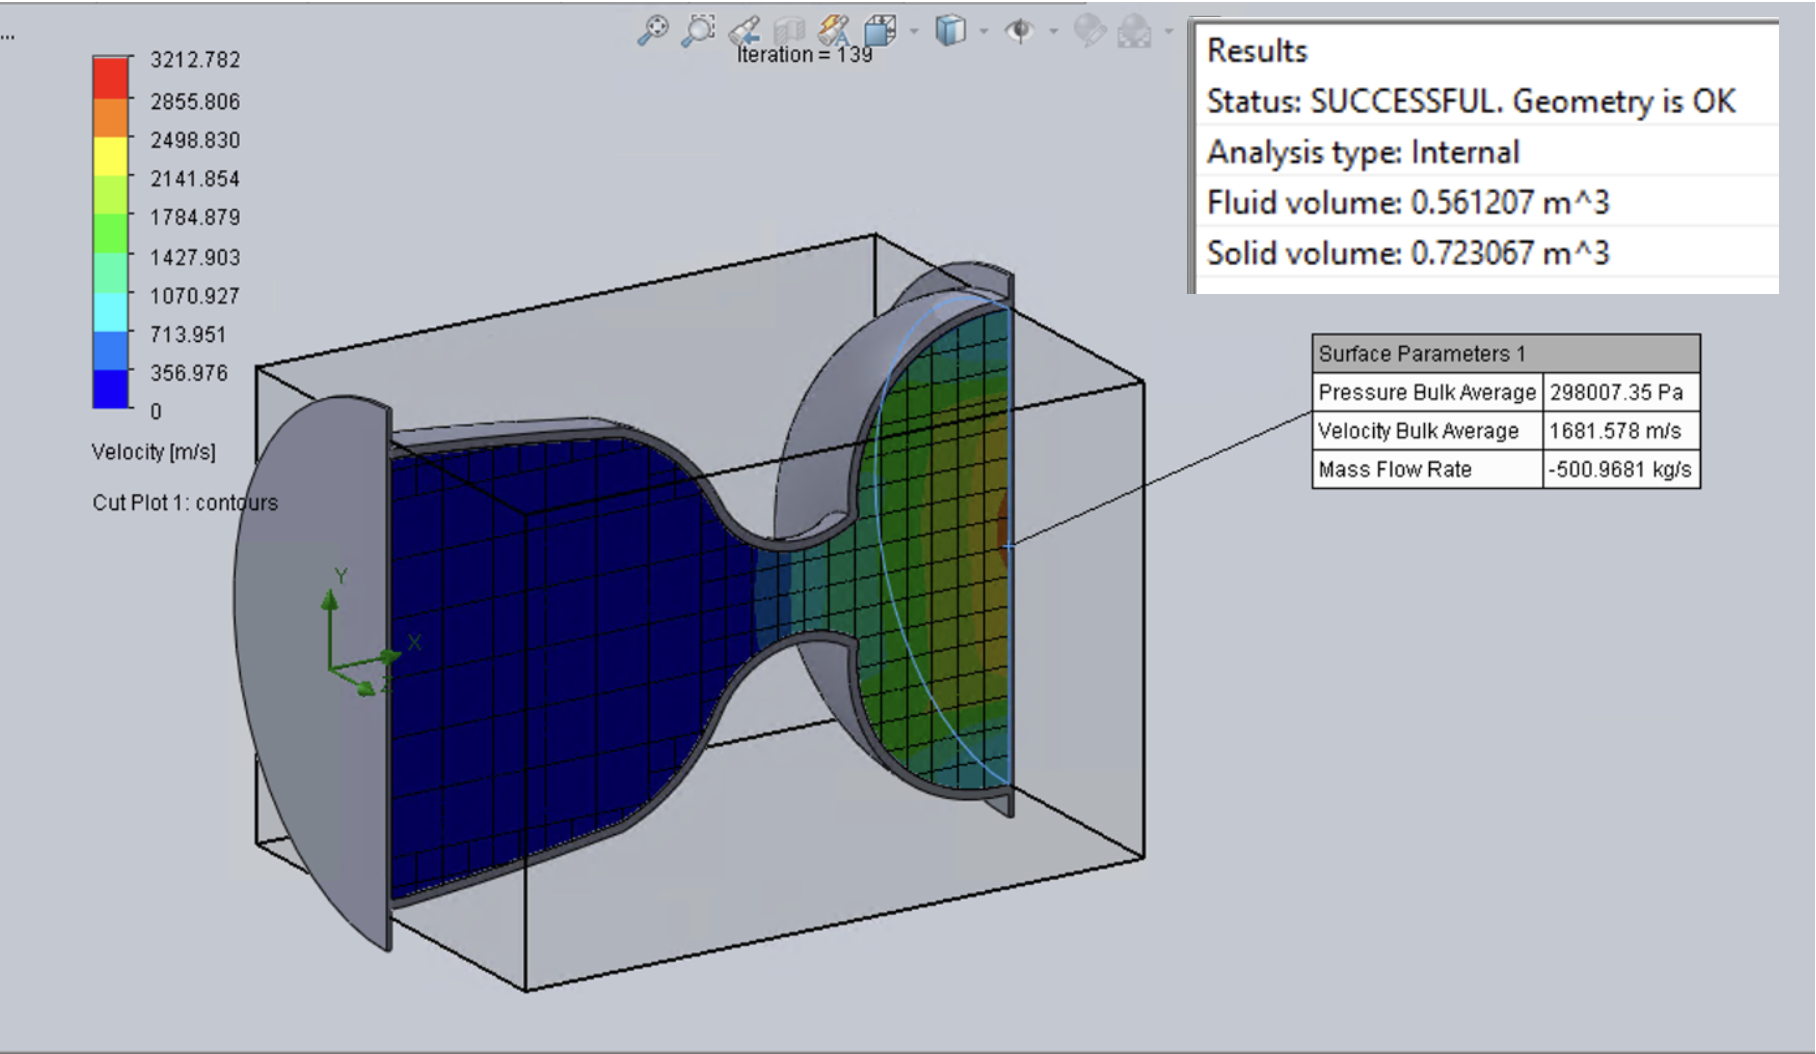 ...
Iteration = 139
3212.782
2855.806
2498.830
2141.854
1784.879
1427.903
1070.927
713.951
356.976
0
Velocity [m/s]
Cut Plot 1: contours
Y
X
Z
Results
Status: SUCCESSFUL. Geometry is OK
Analysis type: Internal
Fluid volume: 0.561207 m^3
Solid volume: 0.723067 m^3
Surface Parameters 1
Pressure Bulk Average 298007.35 Pa
Velocity Bulk Average 1681.578 m/s
Mass Flow Rate -500.9681 kg/s